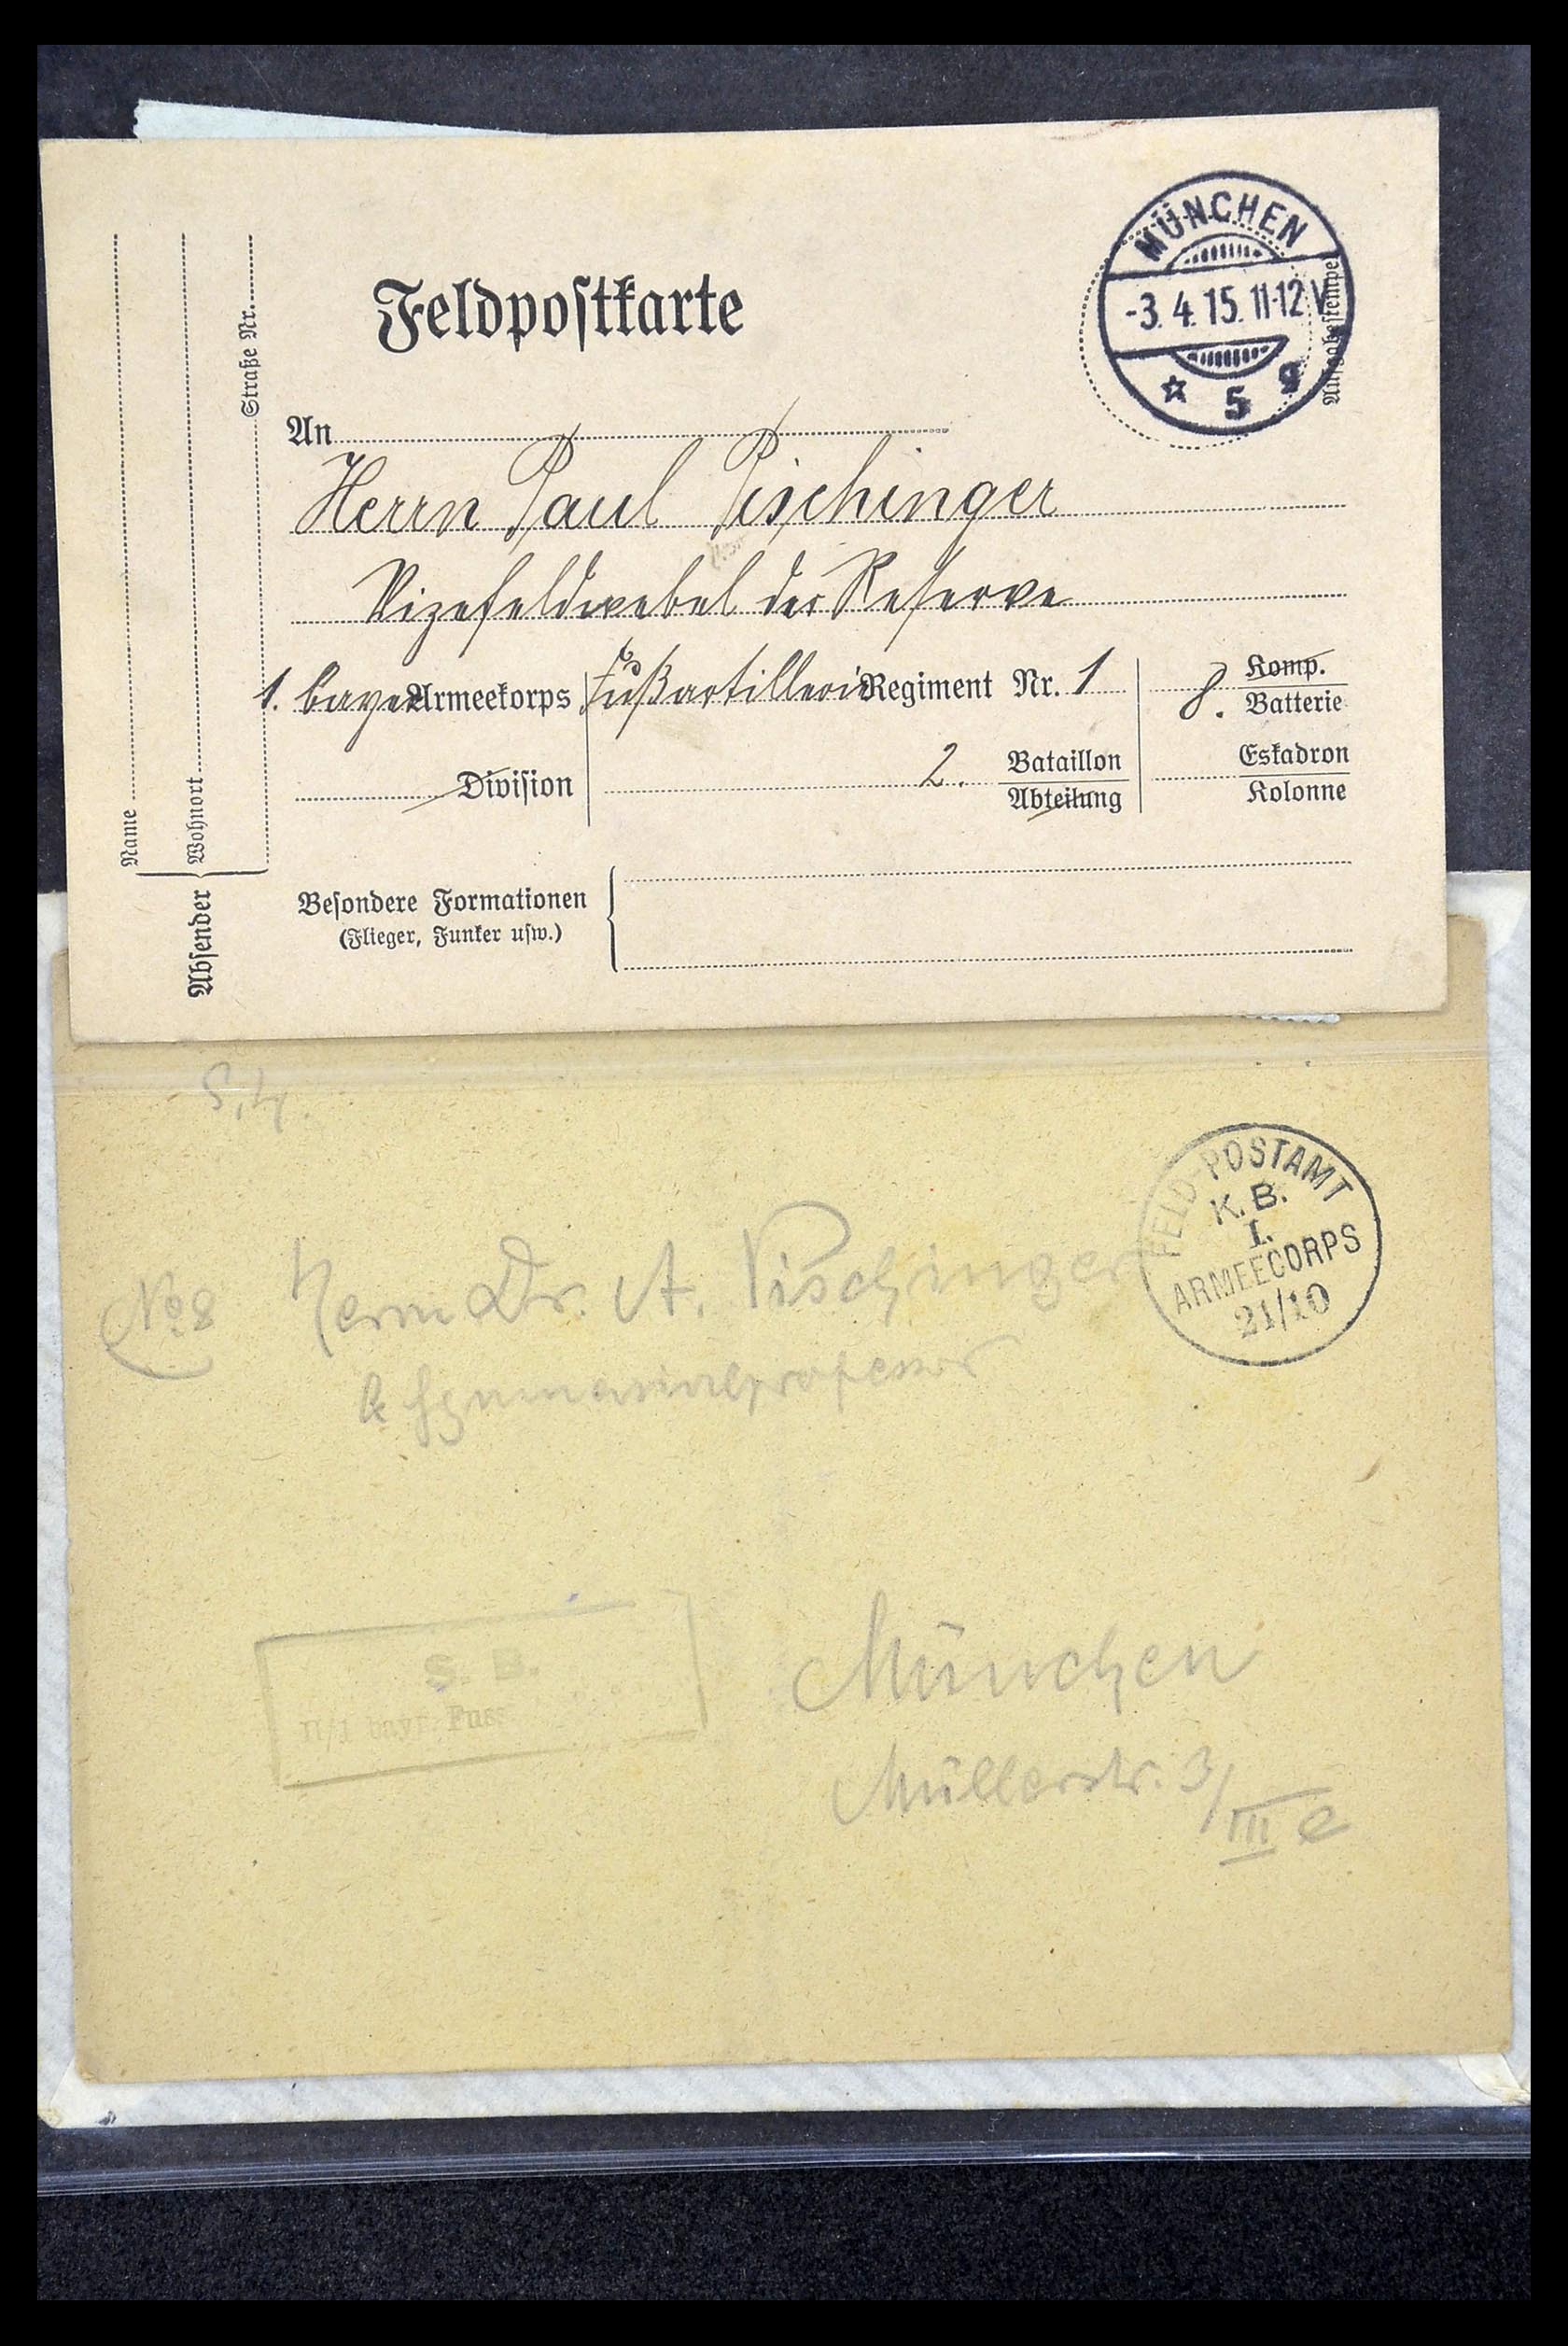 Feldpostkarte
MÜNCHEN
-3. 4. 15. 11-12 V
☆ 5 g
Aufgabestempel
An
Herrn Paul Pischinger
Vizefeldwebel der Reserve
1. bayer. Armeekorps Fußartillerie Regiment Nr. 1 8. Komp. Batterie
Division 2. Bataillon Abteilung Eskadron Kolonne
Besondere Formationen
(Flieger, Funker usw.)
Absender
Name
Wohnort
Straße Nr.
FELD-POSTAMT
K. B.
I.
ARMEECORPS
21/10
No 8
Herrn Dr. A. Pischinger
k Gymnasialprofessor
S. B.
II/1 bayr. Fuss
München
Müllerstr. 3/III